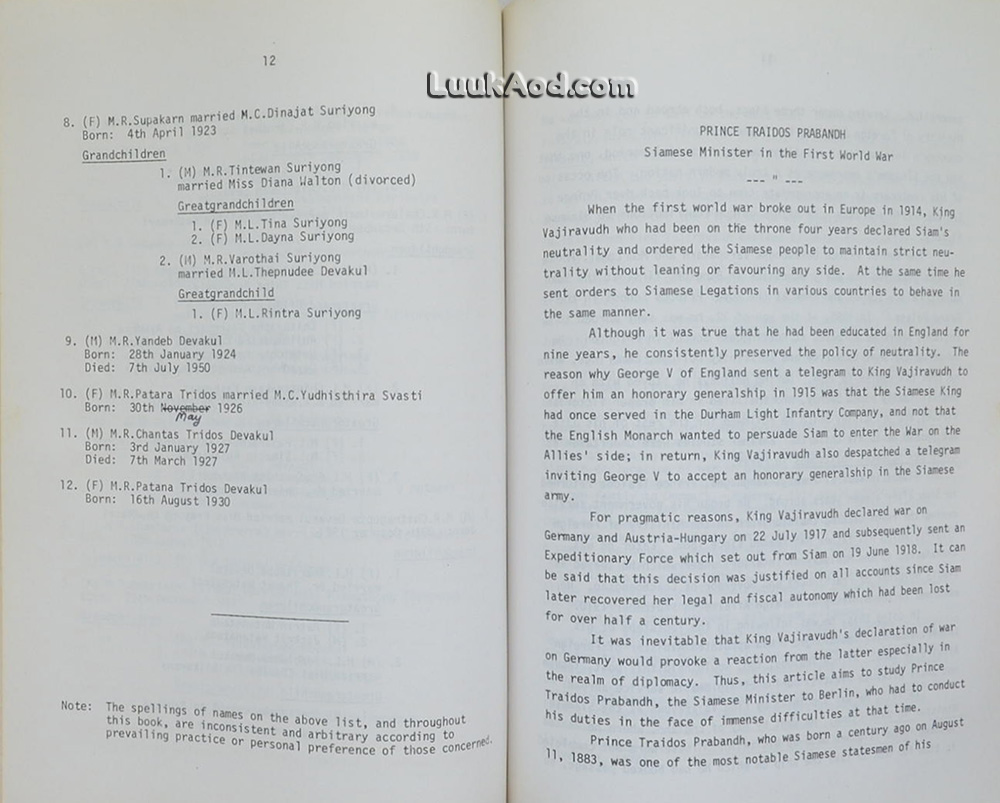 LuukAod.com
12
8. (F) M.R.Supakarn married M.C.Dinajat Suriyong
Born: 4th April 1923
Grandchildren
1. (M) M.R.Tintewan Suriyong
married Miss Diana Walton (divorced)
Greatgrandchildren
1. (F) M.L.Tina Suriyong
2. (F) M.L.Dayna Suriyong
2. (M) M.R.Varothai Suriyong
married M.L.Thepnudee Devakul
Greatgrandchild
1. (F) M.L.Rintra Suriyong
9. (M) M.R.Yandeb Devakul
Born: 28th January 1924
Died: 7th July 1950
10. (F) M.R.Patara Tridos married M.C.Yudhisthira Svasti
Born: 30th November 1926
May
11. (M) M.R.Chantas Tridos Devakul
Born: 3rd January 1927
Died: 7th March 1927
12. (F) M.R.Patana Tridos Devakul
Born: 16th August 1930
Note: The spellings of names on the above list, and throughout
this book, are inconsistent and arbitrary according to
prevailing practice or personal preference of those concerned.
PRINCE TRAIDOS PRABANDH
Siamese Minister in the First World War
--- " ---
When the first world war broke out in Europe in 1914, King
Vajiravudh who had been on the throne four years declared Siam's
neutrality and ordered the Siamese people to maintain strict neu-
trality without leaning or favouring any side. At the same time he
sent orders to Siamese Legations in various countries to behave in
the same manner.
Although it was true that he had been educated in England for
nine years, he consistently preserved the policy of neutrality. The
reason why George V of England sent a telegram to King Vajiravudh to
offer him an honorary generalship in 1915 was that the Siamese King
had once served in the Durham Light Infantry Company, and not that
the English Monarch wanted to persuade Siam to enter the War on the
Allies' side; in return, King Vajiravudh also despatched a telegram
inviting George V to accept an honorary generalship in the Siamese
army.
For pragmatic reasons, King Vajiravudh declared war on
Germany and Austria-Hungary on 22 July 1917 and subsequently sent an
Expeditionary Force which set out from Siam on 19 June 1918. It can
be said that this decision was justified on all accounts since Siam
later recovered her legal and fiscal autonomy which had been lost
for over half a century.
It was inevitable that King Vajiravudh's declaration of war
on Germany would provoke a reaction from the latter especially in
the realm of diplomacy. Thus, this article aims to study Prince
Traidos Prabandh, the Siamese Minister to Berlin, who had to conduct
his duties in the face of immense difficulties at that time.
Prince Traidos Prabandh, who was born a century ago on August
11, 1883, was one of the most notable Siamese statesmen of his